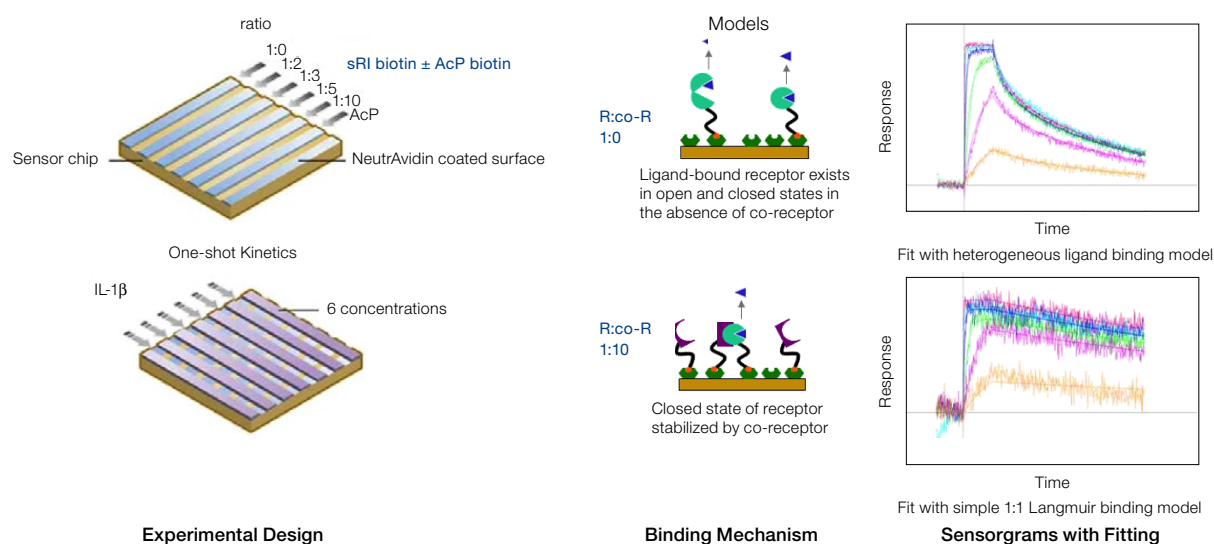 ratio
1:0
1:2
1:3
1:5
1:10
AcP
sRI biotin ± AcP biotin
Sensor chip
NeutrAvidin coated surface
One-shot Kinetics
IL-1β
6 concentrations
Experimental Design
Models
R:co-R
1:0
Ligand-bound receptor exists
in open and closed states in
the absence of co-receptor
R:co-R
1:10
Closed state of receptor
stabilized by co-receptor
Binding Mechanism
Response
Time
Fit with heterogeneous ligand binding model
Response
Time
Fit with simple 1:1 Langmuir binding model
Sensorgrams with Fitting